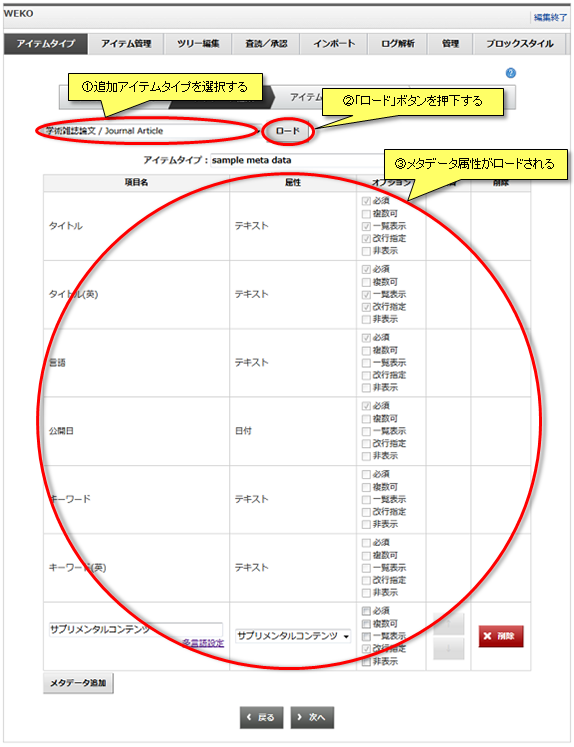 WEKO
編集終了
アイテムタイプ アイテム管理 ツリー編集 査読／承認 インポート ログ解析 管理 ブロックスタイル
①追加アイテムタイプを選択する
アイテム
②「ロード」ボタンを押下する
学術雑誌論文 / Journal Article
ロード
③メタデータ属性がロードされる
アイテムタイプ : sample meta data
項目名 属性 オプション 削除
タイトル テキスト
必須
複数可
一覧表示
改行指定
非表示
タイトル(英) テキスト
必須
複数可
一覧表示
改行指定
非表示
言語 テキスト
必須
複数可
一覧表示
改行指定
非表示
公開日 日付
必須
複数可
一覧表示
改行指定
非表示
キーワード テキスト
必須
複数可
一覧表示
改行指定
非表示
キーワード(英) テキスト
必須
複数可
一覧表示
改行指定
非表示
サプリメンタルコンテンツ
多言語設定
サプリメンタルコンテンツ
必須
複数可
一覧表示
改行指定
非表示
↑
↓
削除
メタデータ追加
戻る 次へ